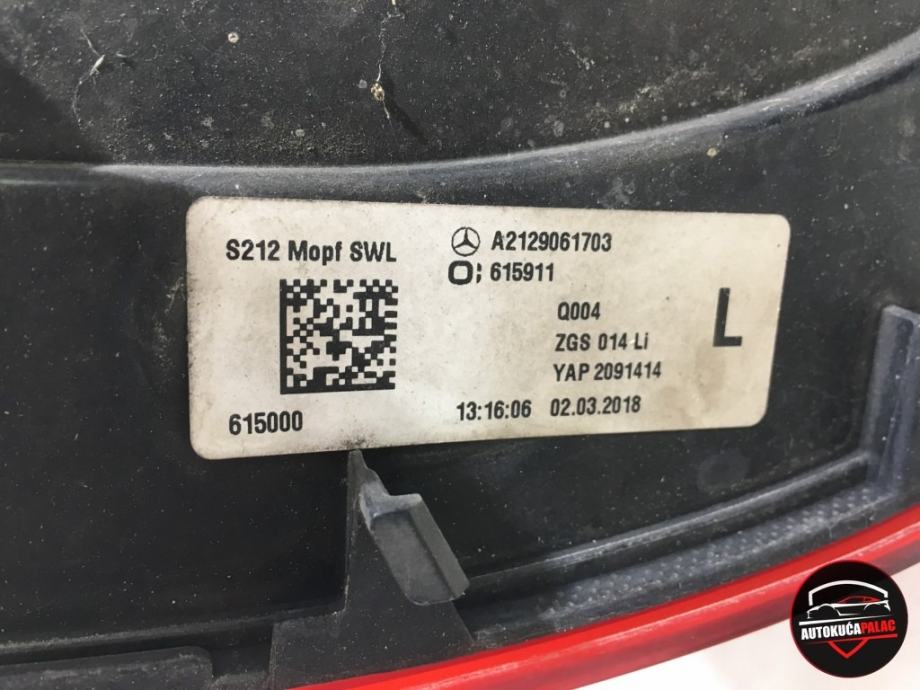 S212 Mopf SWL
A2129061703
O; 615911
Q004
ZGS 014 Li
YAP 2091414
L
615000
13:16:06 02.03.2018
AUTOKUĆAPALAC